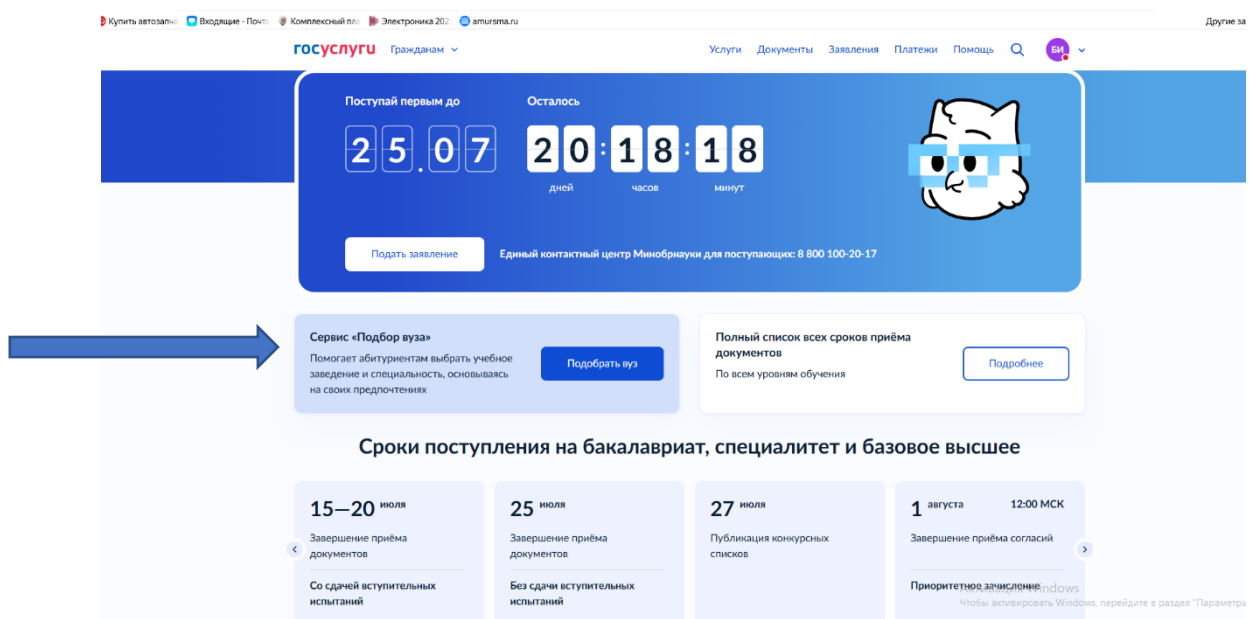 Купить автозапча
Входящие - Почта
Комплексный пла
Электроника 202
amursma.ru
Другие за
госуслуги
Гражданам
Услуги
Документы
Заявления
Платежи
Помощь
БИ
Поступай первым до
Осталось
25.07
20:18:18
дней
часов
минут
Подать заявление
Единый контактный центр Минобрнауки для поступающих: 8 800 100-20-17
Сервис «Подбор вуза»
Помогает абитуриентам выбрать учебное
заведение и специальность, основываясь
на своих предпочтениях
Подобрать вуз
Полный список всех сроков приёма
документов
По всем уровням обучения
Подробнее
Сроки поступления на бакалавриат, специалитет и базовое высшее
15—20 июля
Завершение приёма
документов
Со сдачей вступительных
испытаний
25 июля
Завершение приёма
документов
Без сдачи вступительных
испытаний
27 июля
Публикация конкурсных
списков
1 августа
12:00 МСК
Завершение приёма согласий
Приоритетное зачисление
Активация Windows
Чтобы активировать Windows, перейдите в раздел "Параметры